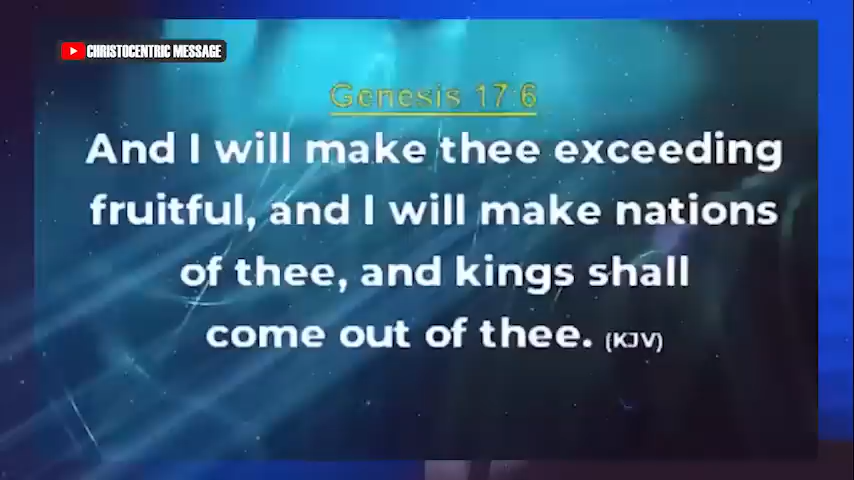 CHRISTOCENTRIC MESSAGE
Genesis 17:6
And I will make thee exceeding
fruitful, and I will make nations
of thee, and kings shall
come out of thee. (KJV)